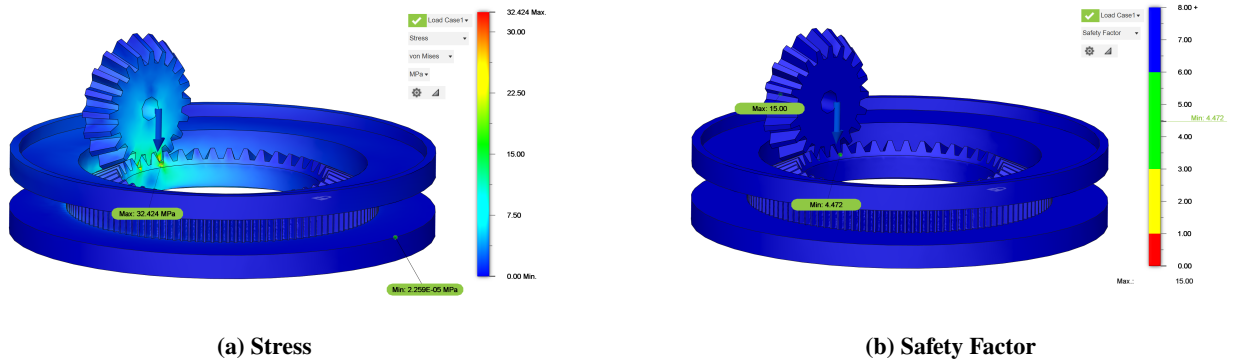 32.424 Max.
30.00
22.50
15.00
7.50
0.00 Min.
Load Case1
Stress
von Mises
MPa
Max: 32.424 MPa
Min: 2.259E-05 MPa
(a) Stress
Load Case1
Safety Factor
8.00 +
7.00
6.00
5.00
Min: 4.472
4.00
3.00
2.00
1.00
0.00
Max.: 15.00
Max: 15.00
Min: 4.472
(b) Safety Factor